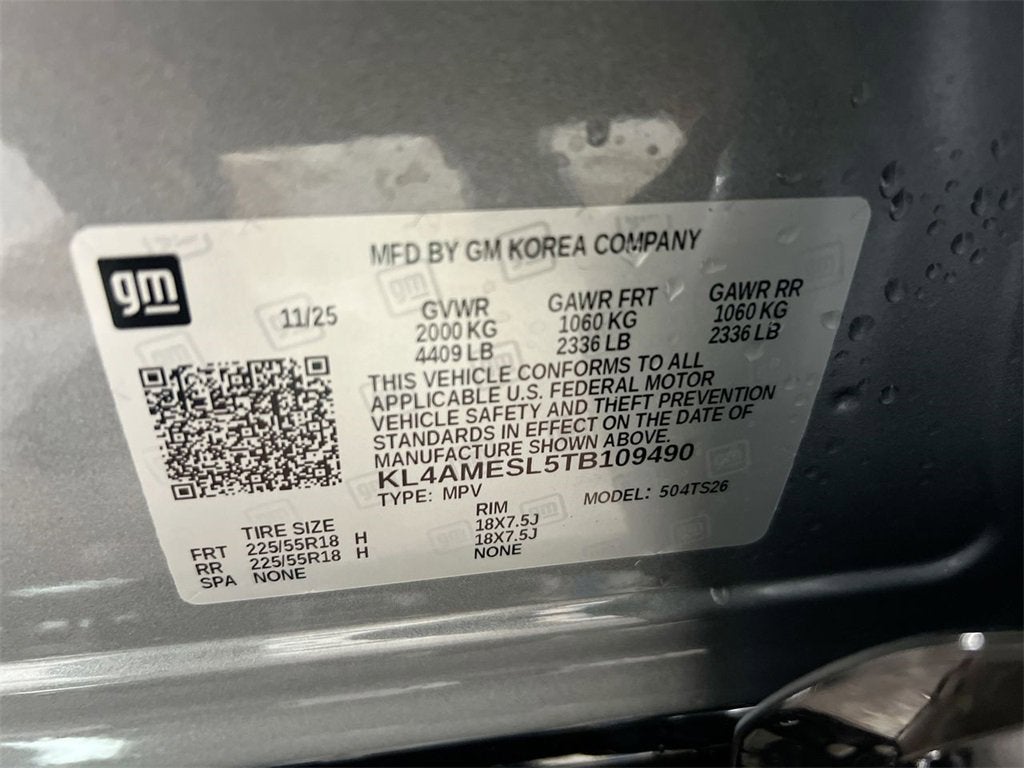 gm
MFD BY GM KOREA COMPANY
11/25
GVWR
2000 KG
4409 LB
GAWR FRT
1060 KG
2336 LB
GAWR RR
1060 KG
2336 LB
THIS VEHICLE CONFORMS TO ALL
APPLICABLE U.S. FEDERAL MOTOR
VEHICLE SAFETY AND THEFT PREVENTION
STANDARDS IN EFFECT ON THE DATE OF
MANUFACTURE SHOWN ABOVE.
KL4AMESL5TB109490
TYPE: MPV MODEL: 504TS26
TIRE SIZE RIM
FRT 225/55R18 H 18X7.5J
RR 225/55R18 H 18X7.5J
SPA NONE NONE